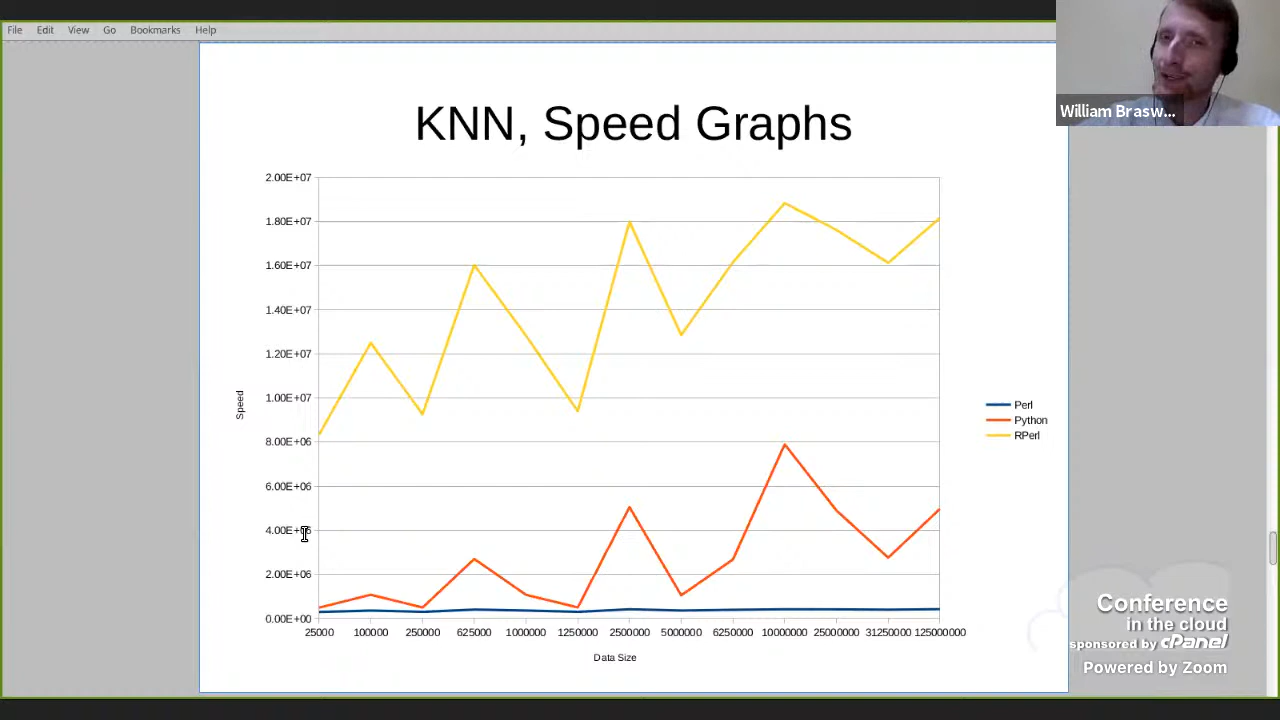 File Edit View Go Bookmarks Help
William Brasw...
KNN, Speed Graphs
2.00E+07
1.80E+07
1.60E+07
1.40E+07
1.20E+07
1.00E+07
8.00E+06
6.00E+06
4.00E+06
2.00E+06
0.00E+00
Speed
25000 100000 250000 625000 1000000 1250000 2500000 5000000 6250000 10000000 25000000 31250000 125000000
Data Size
Perl
Python
RPerl
Conference
in the cloud
sponsored by cPanel
Powered by Zoom